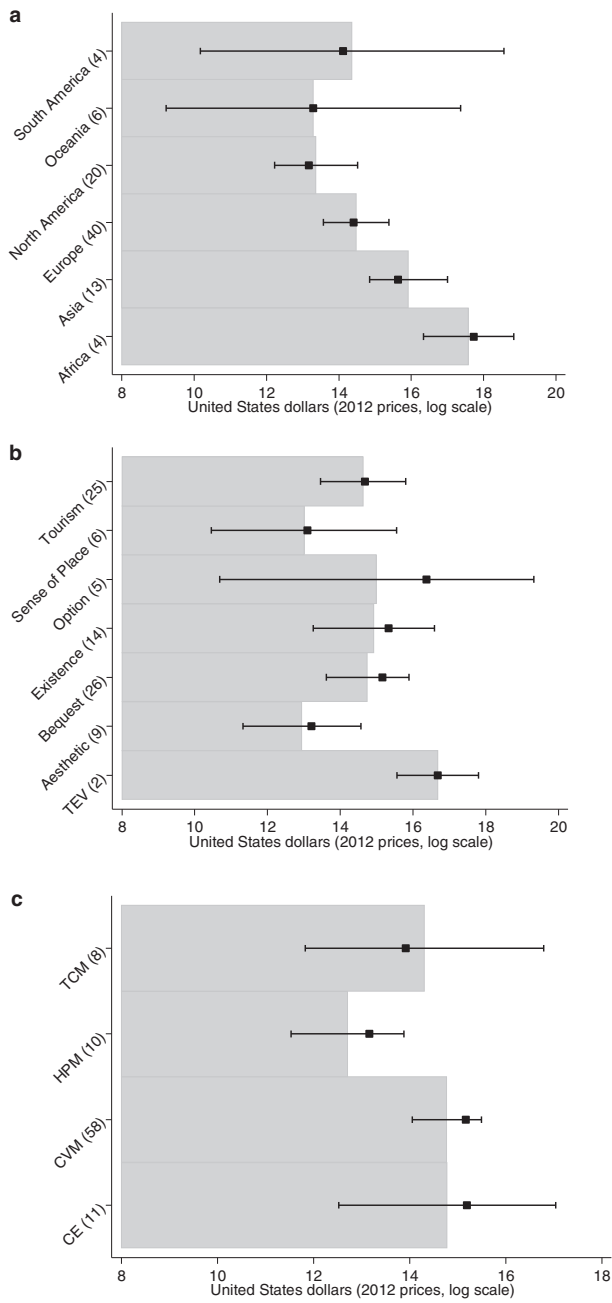 a
South America (4)
Oceania (6)
North America (20)
Europe (40)
Asia (13)
Africa (4)
8 10 12 14 16 18 20
United States dollars (2012 prices, log scale)
b
Tourism (25)
Sense of Place (6)
Option (5)
Existence (14)
Bequest (26)
Aesthetic (9)
TEV (2)
8 10 12 14 16 18 20
United States dollars (2012 prices, log scale)
c
TCM (8)
HPM (10)
CVM (58)
CE (11)
8 10 12 14 16 18
United States dollars (2012 prices, log scale)